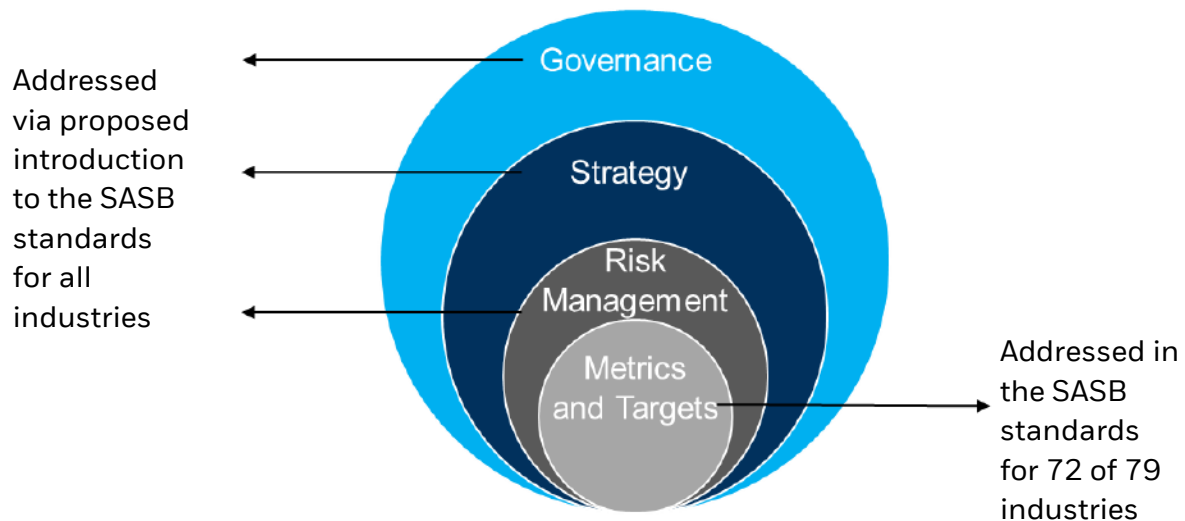 Addressed
via proposed
introduction
to the SASB
standards
for all
industries
Governance
Strategy
Risk
Management
Metrics
and Targets
Addressed in
the SASB
standards
for 72 of 79
industries